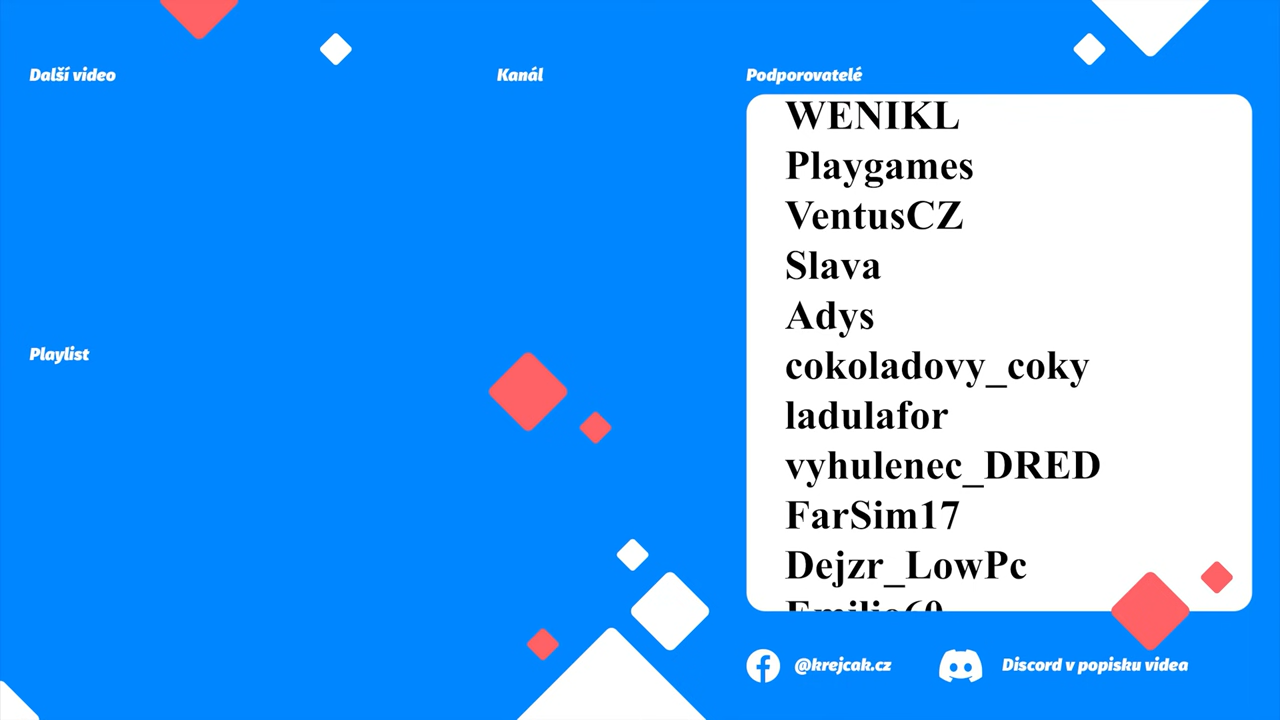 Další video
Kanál
Podporovatelé
WENIKL
Playgames
VentusCZ
Slava
Adys
cokoladovy_coky
ladulafor
vyhulenec_DRED
FarSim17
Dejzr_LowPc
Playlist
@krejcak.cz
Discord v popisku videa